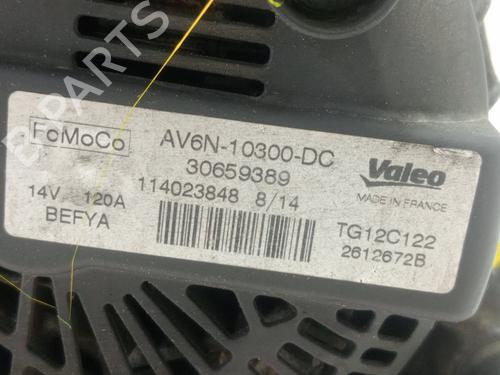 B-PARTS
FoMoCo
AV6N-10300-DC
30659389
114023848 8/14
14V 120A
BEFYA
Valeo
MADE IN FRANCE
TG12C122
2612672B